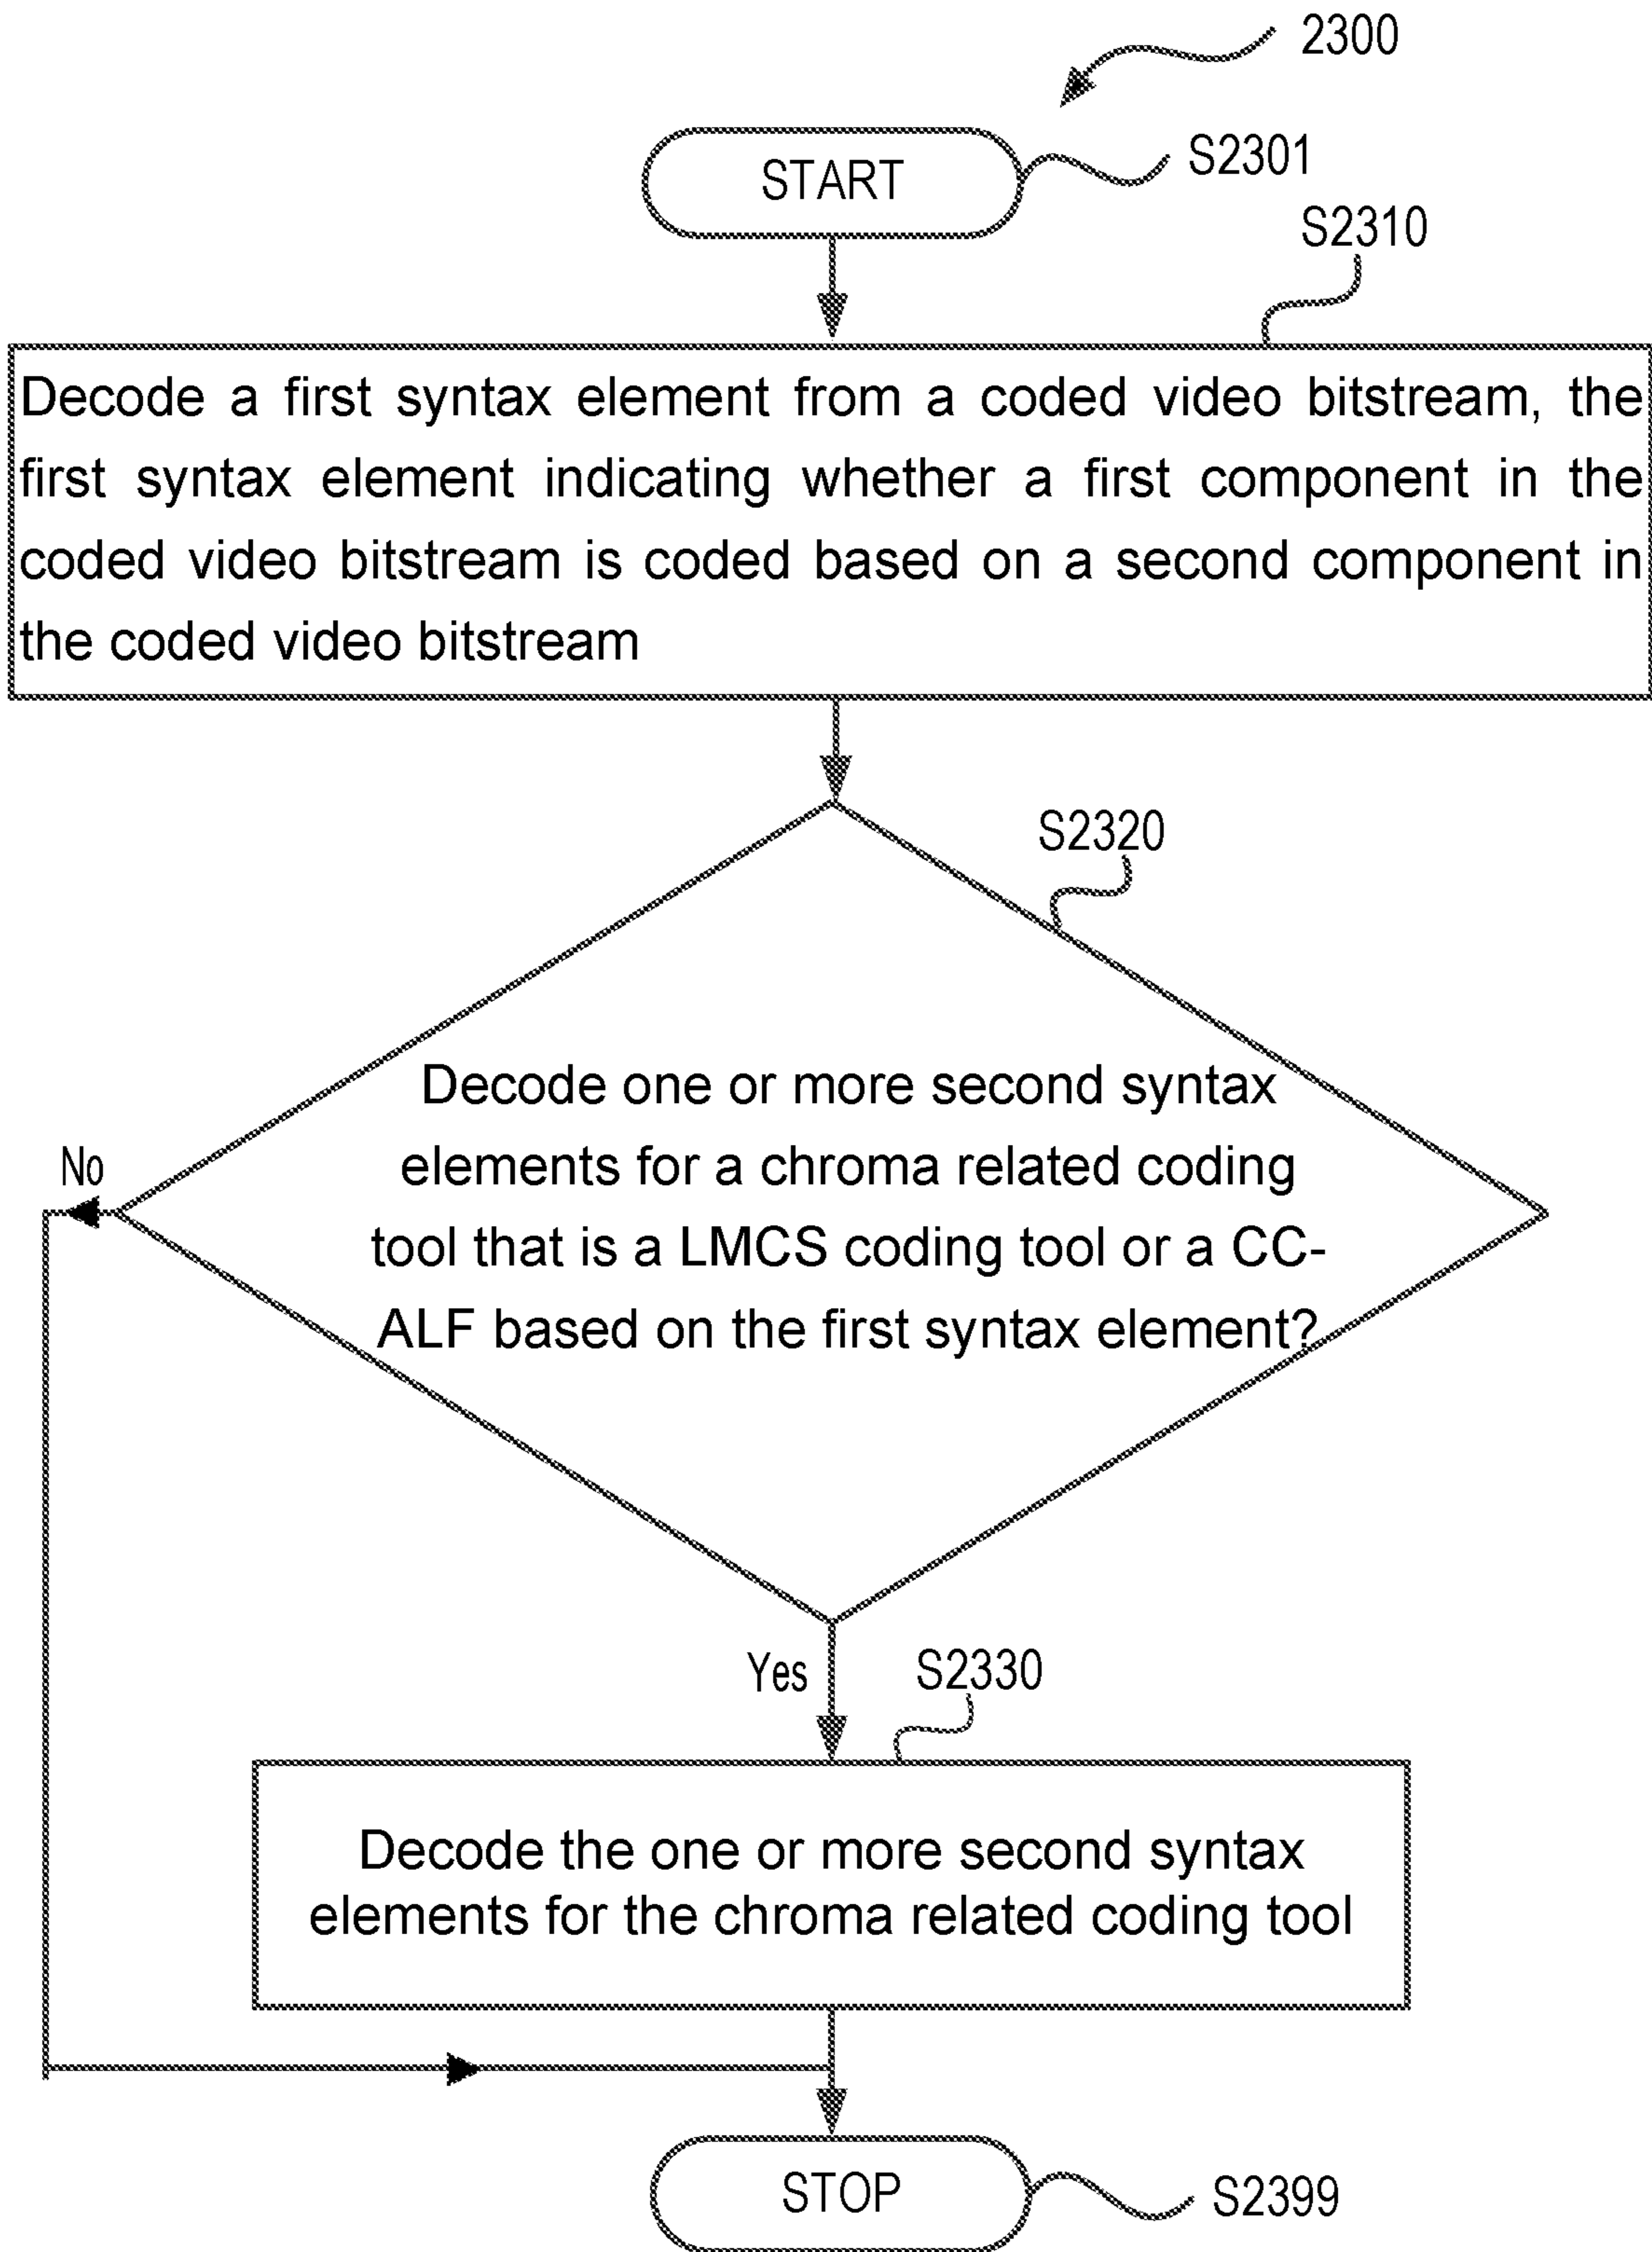 2300
START
S2301
S2310
Decode a first syntax element from a coded video bitstream, the
first syntax element indicating whether a first component in the
coded video bitstream is coded based on a second component in
the coded video bitstream
S2320
Decode one or more second syntax
elements for a chroma related coding
tool that is a LMCS coding tool or a CC-
ALF based on the first syntax element?
No
Yes
S2330
Decode the one or more second syntax
elements for the chroma related coding tool
STOP
S2399